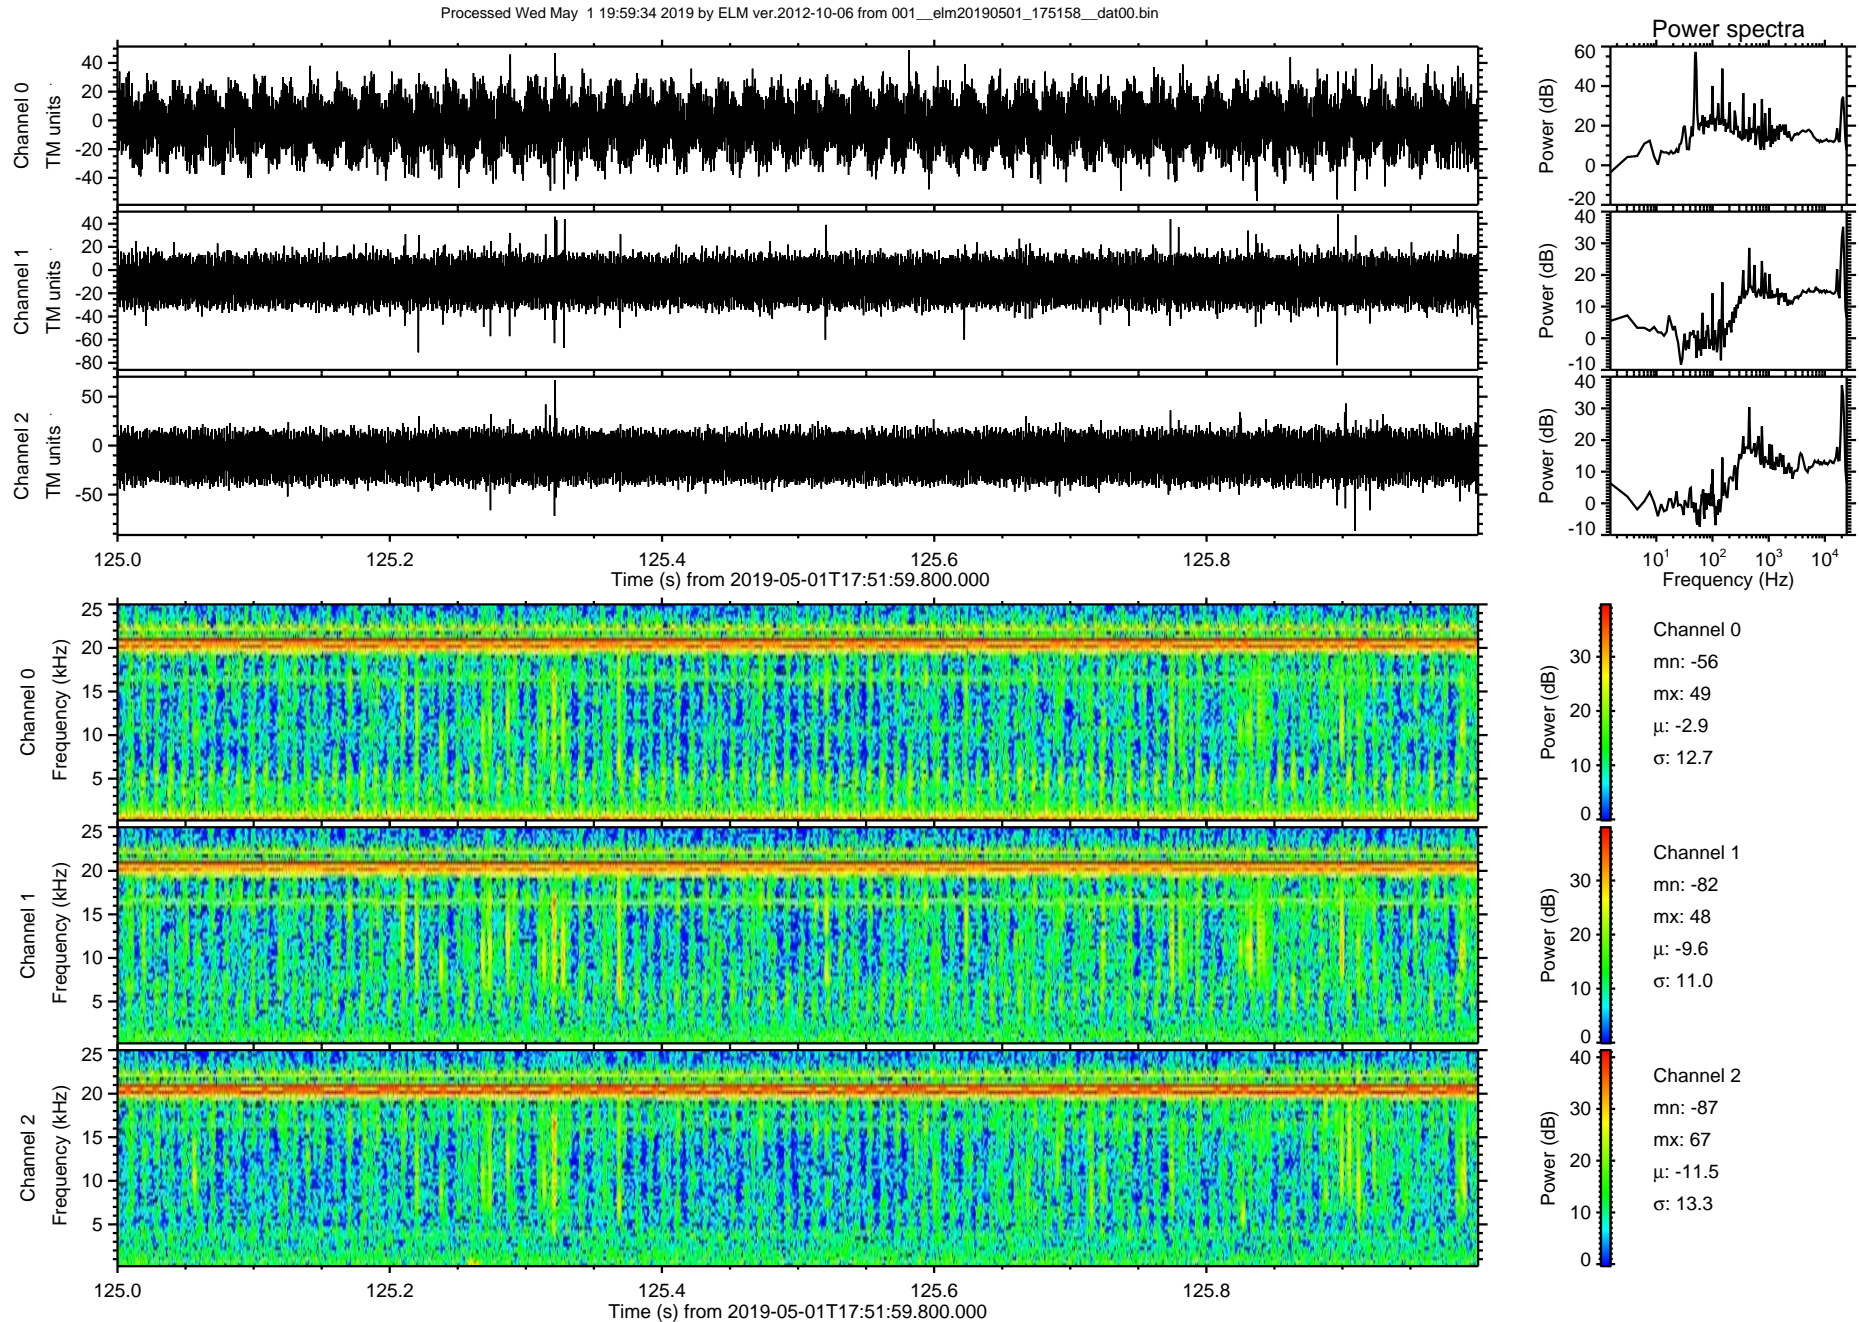 Processed Wed May  1 19:59:34 2019 by ELM ver.2012-10-06 from 001__elm20190501_175158__dat00.bin
Power spectra
Channel 0
TM units
40
20
0
-20
-40
Power (dB)
60
40
20
0
-20
Channel 1
TM units
40
20
0
-20
-40
-60
-80
Power (dB)
40
30
20
10
0
-10
Channel 2
TM units
50
0
-50
Power (dB)
40
30
20
10
0
-10
125.0 125.2 125.4 125.6 125.8
Time (s) from 2019-05-01T17:51:59.800.000
10¹ 10² 10³ 10⁴
Frequency (Hz)
Channel 0
Frequency (kHz)
25
20
15
10
5
Power (dB)
30
20
10
0
Channel 0
mn: -56
mx: 49
μ: -2.9
σ: 12.7
Channel 1
Frequency (kHz)
25
20
15
10
5
Power (dB)
30
20
10
0
Channel 1
mn: -82
mx: 48
μ: -9.6
σ: 11.0
Channel 2
Frequency (kHz)
25
20
15
10
5
Power (dB)
40
30
20
10
0
Channel 2
mn: -87
mx: 67
μ: -11.5
σ: 13.3
125.0 125.2 125.4 125.6 125.8
Time (s) from 2019-05-01T17:51:59.800.000